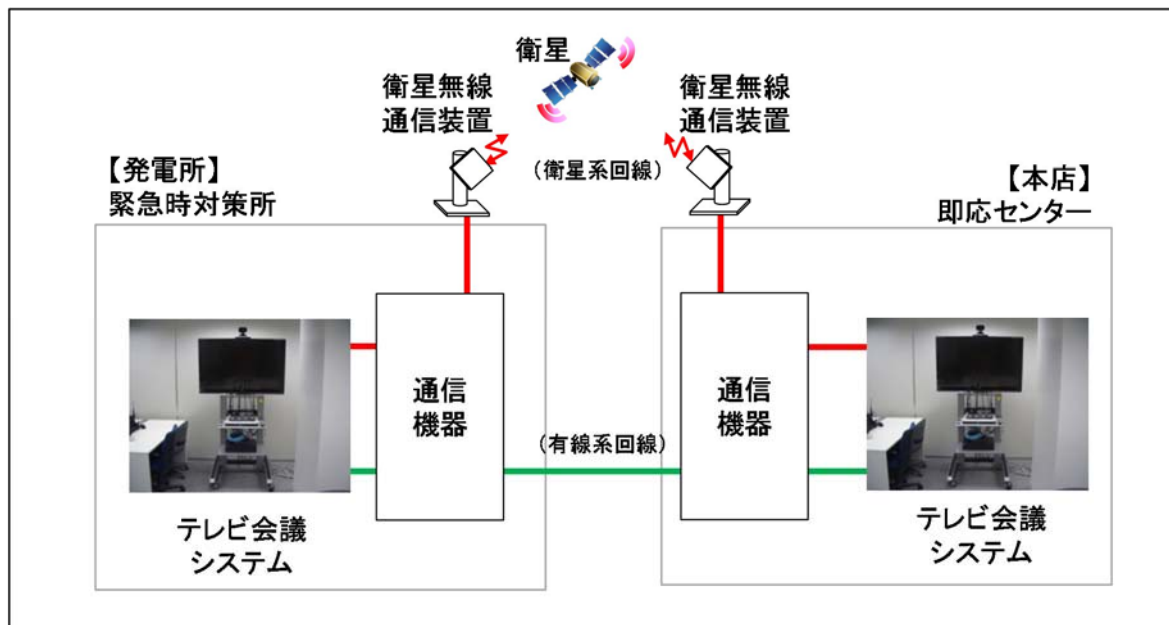 衛星
衛星無線
通信装置
衛星無線
通信装置
(衛星系回線)
【発電所】
緊急時対策所
【本店】
即応センター
通信
機器
通信
機器
(有線系回線)
テレビ会議
システム
テレビ会議
システム